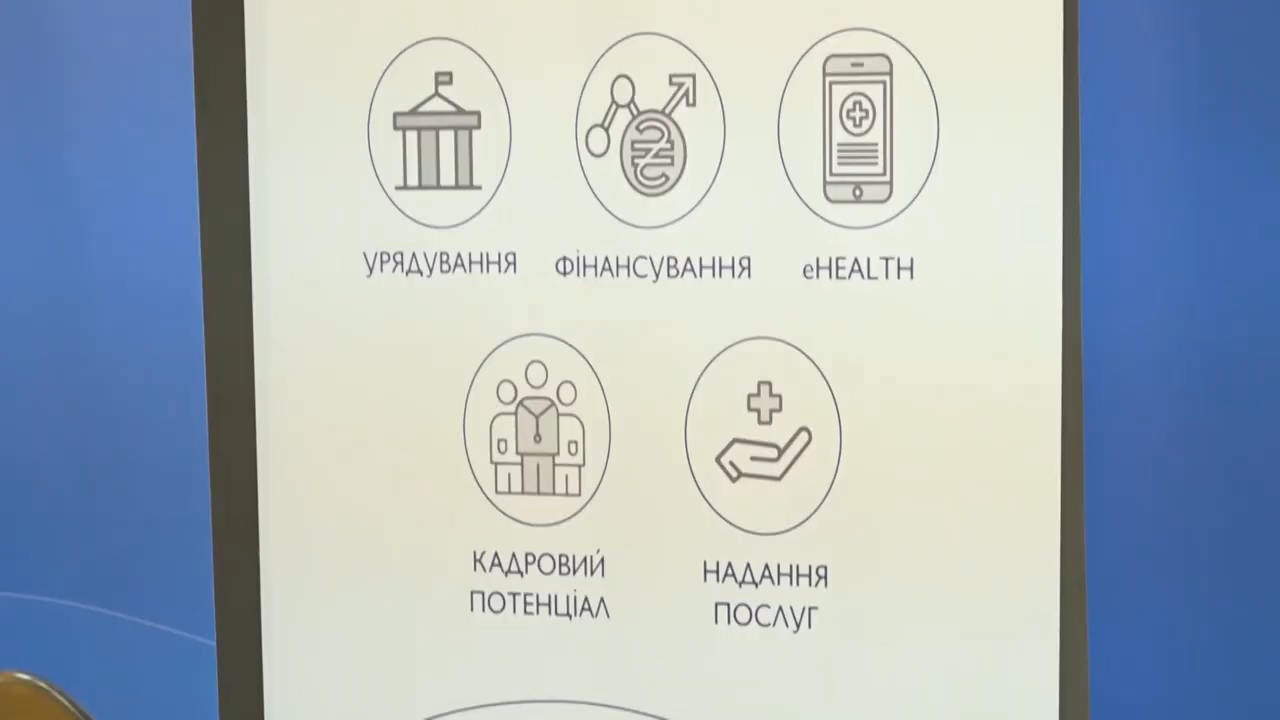 УРЯДУВАННЯ
ФІНАНСУВАННЯ
eHEALTH
КАДРОВИЙ
ПОТЕНЦІАЛ
НАДАННЯ
ПОСЛУГ